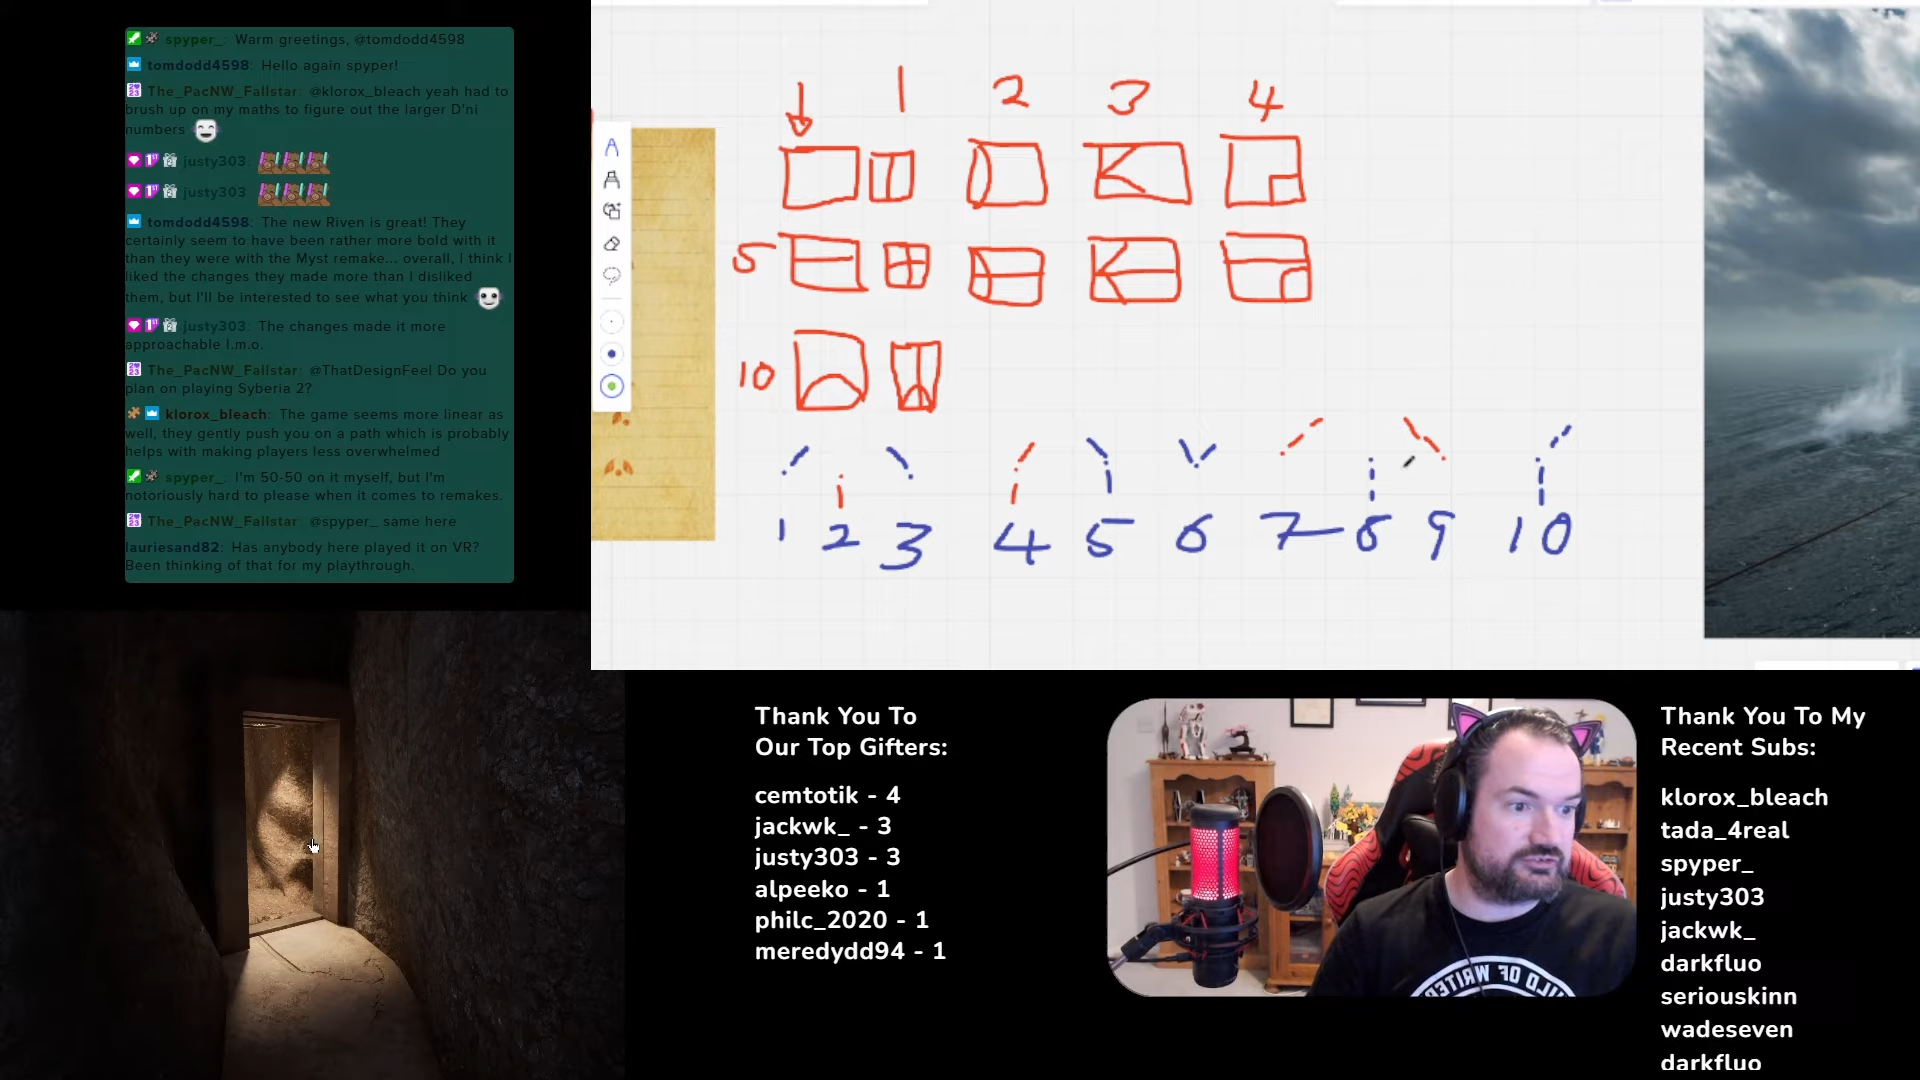 spyper_: Warm greetings, @tomdodd4598
tomdodd4598: Hello again spyper!
The_PacNW_Fallstar: @klorox_bleach yeah had to
brush up on my maths to figure out the larger D'ni
numbers
justy303:
justy303
tomdodd4598: The new Riven is great! They
certainly seem to have been rather more bold with it
than they were with the Myst remake... overall, I think I
liked the changes they made more than I disliked
them, but I'll be interested to see what you think
justy303: The changes made it more
approachable I.m.o.
The_PacNW_Fallstar: @ThatDesignFeel Do you
plan on playing Syberia 2?
klorox_bleach: The game seems more linear as
well, they gently push you on a path which is probably
helps with making players less overwhelmed
spyper_: I'm 50-50 on it myself, but I'm
notoriously hard to please when it comes to remakes.
The_PacNW_Fallstar: @spyper_ same here
lauriesand82: Has anybody here played it on VR?
Been thinking of that for my playthrough.
1 2 3 4
5
10
1 2 3 4 5 6 7 8 9 10
Thank You To
Our Top Gifters:
cemtotik - 4
jackwk_ - 3
justy303 - 3
alpeeko - 1
philc_2020 - 1
meredydd94 - 1
Thank You To My
Recent Subs:
klorox_bleach
tada_4real
spyper_
justy303
jackwk_
darkfluo
seriouskinn
wadeseven
darkfluo